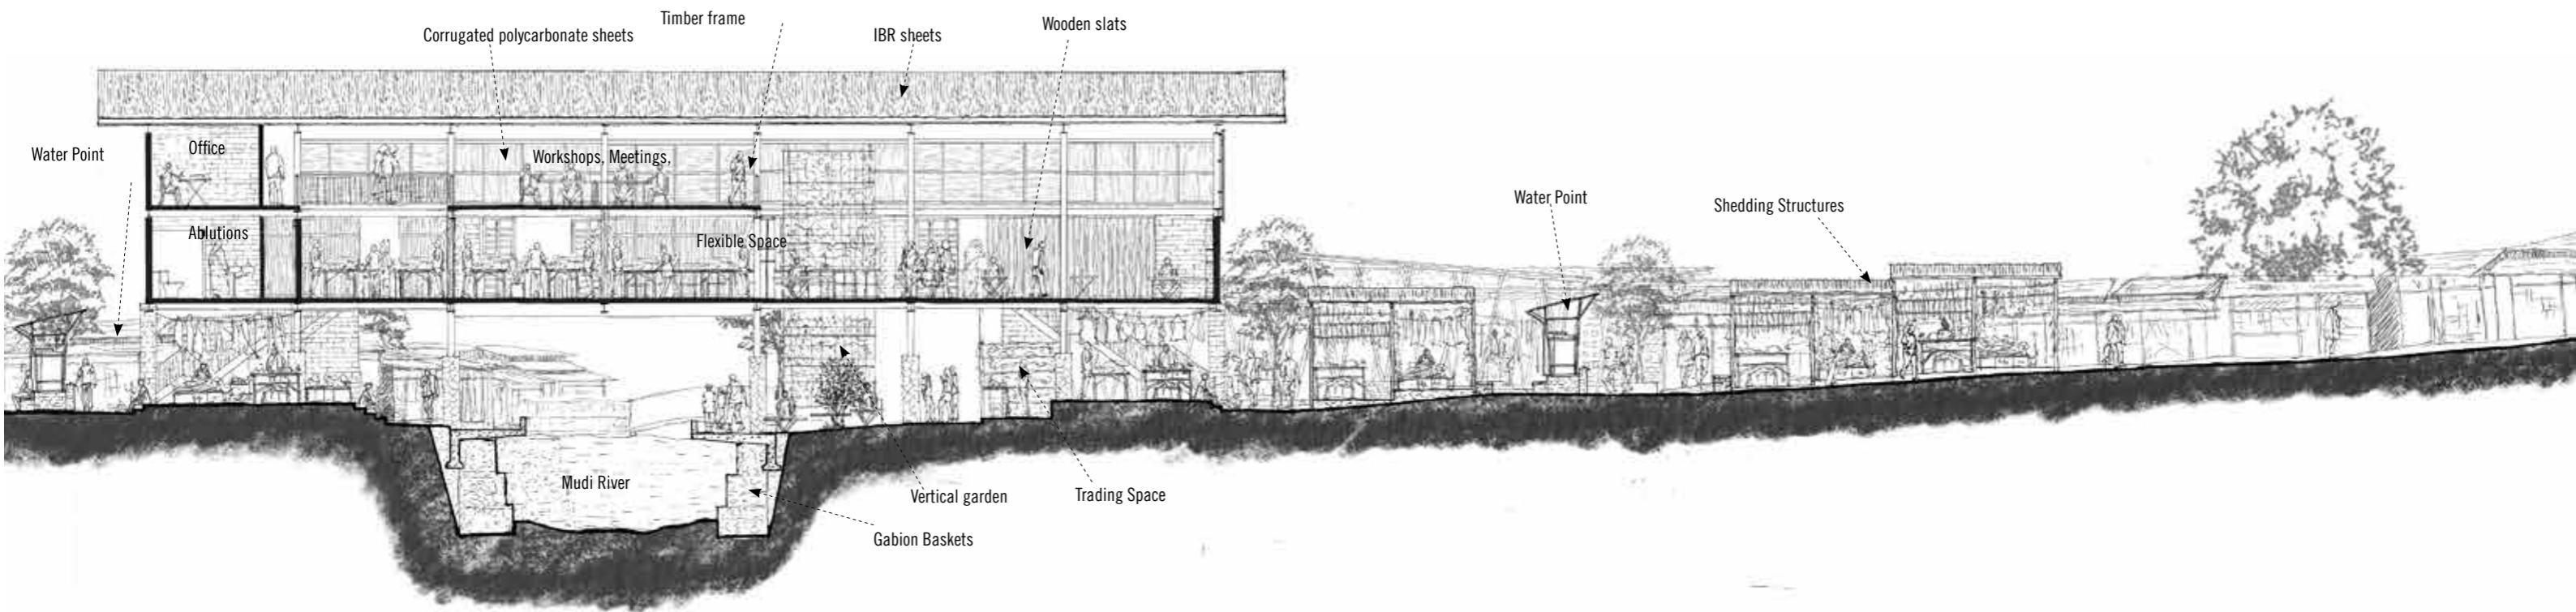 Timber frame
Corrugated polycarbonate sheets
IBR sheets
Wooden slats
Water Point
Office
Workshops, Meetings,
Ablutions
Flexible Space
Water Point
Shedding Structures
Mudi River
Vertical garden
Trading Space
Gabion Baskets